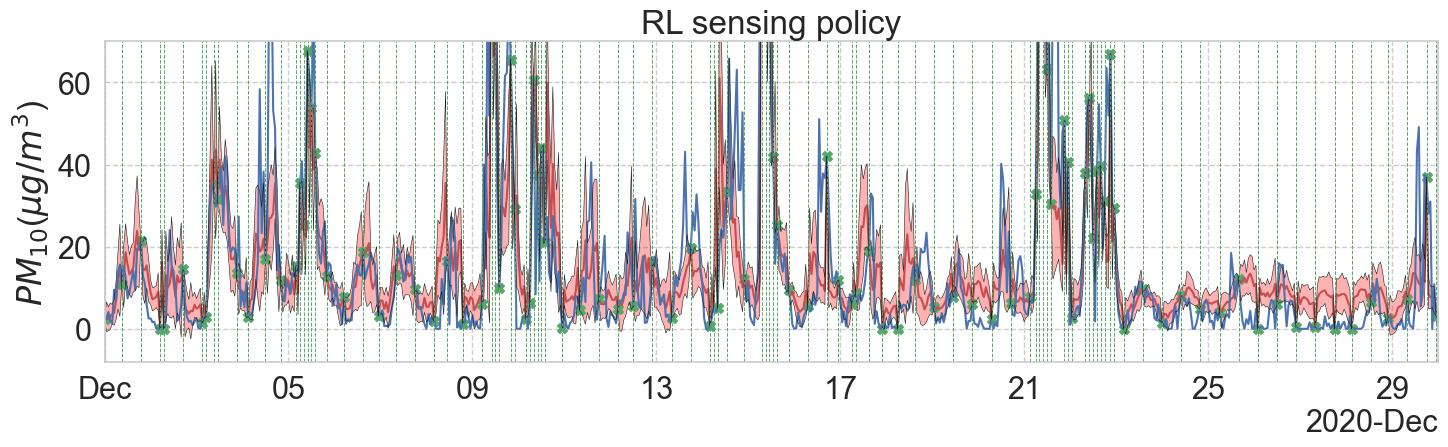 RL sensing policy
PM10(μg/m3)
60
40
20
0
Dec 05 09 13 17 21 25 29
2020-Dec